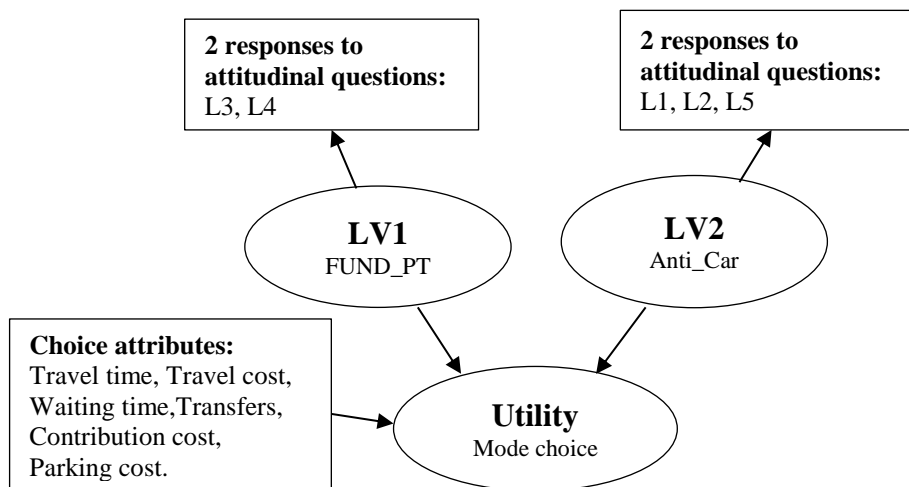 2 responses to
attitudinal questions:
L3, L4
2 responses to
attitudinal questions:
L1, L2, L5
LV1
FUND_PT
LV2
Anti_Car
Choice attributes:
Travel time, Travel cost,
Waiting time,Transfers,
Contribution cost,
Parking cost.
Utility
Mode choice